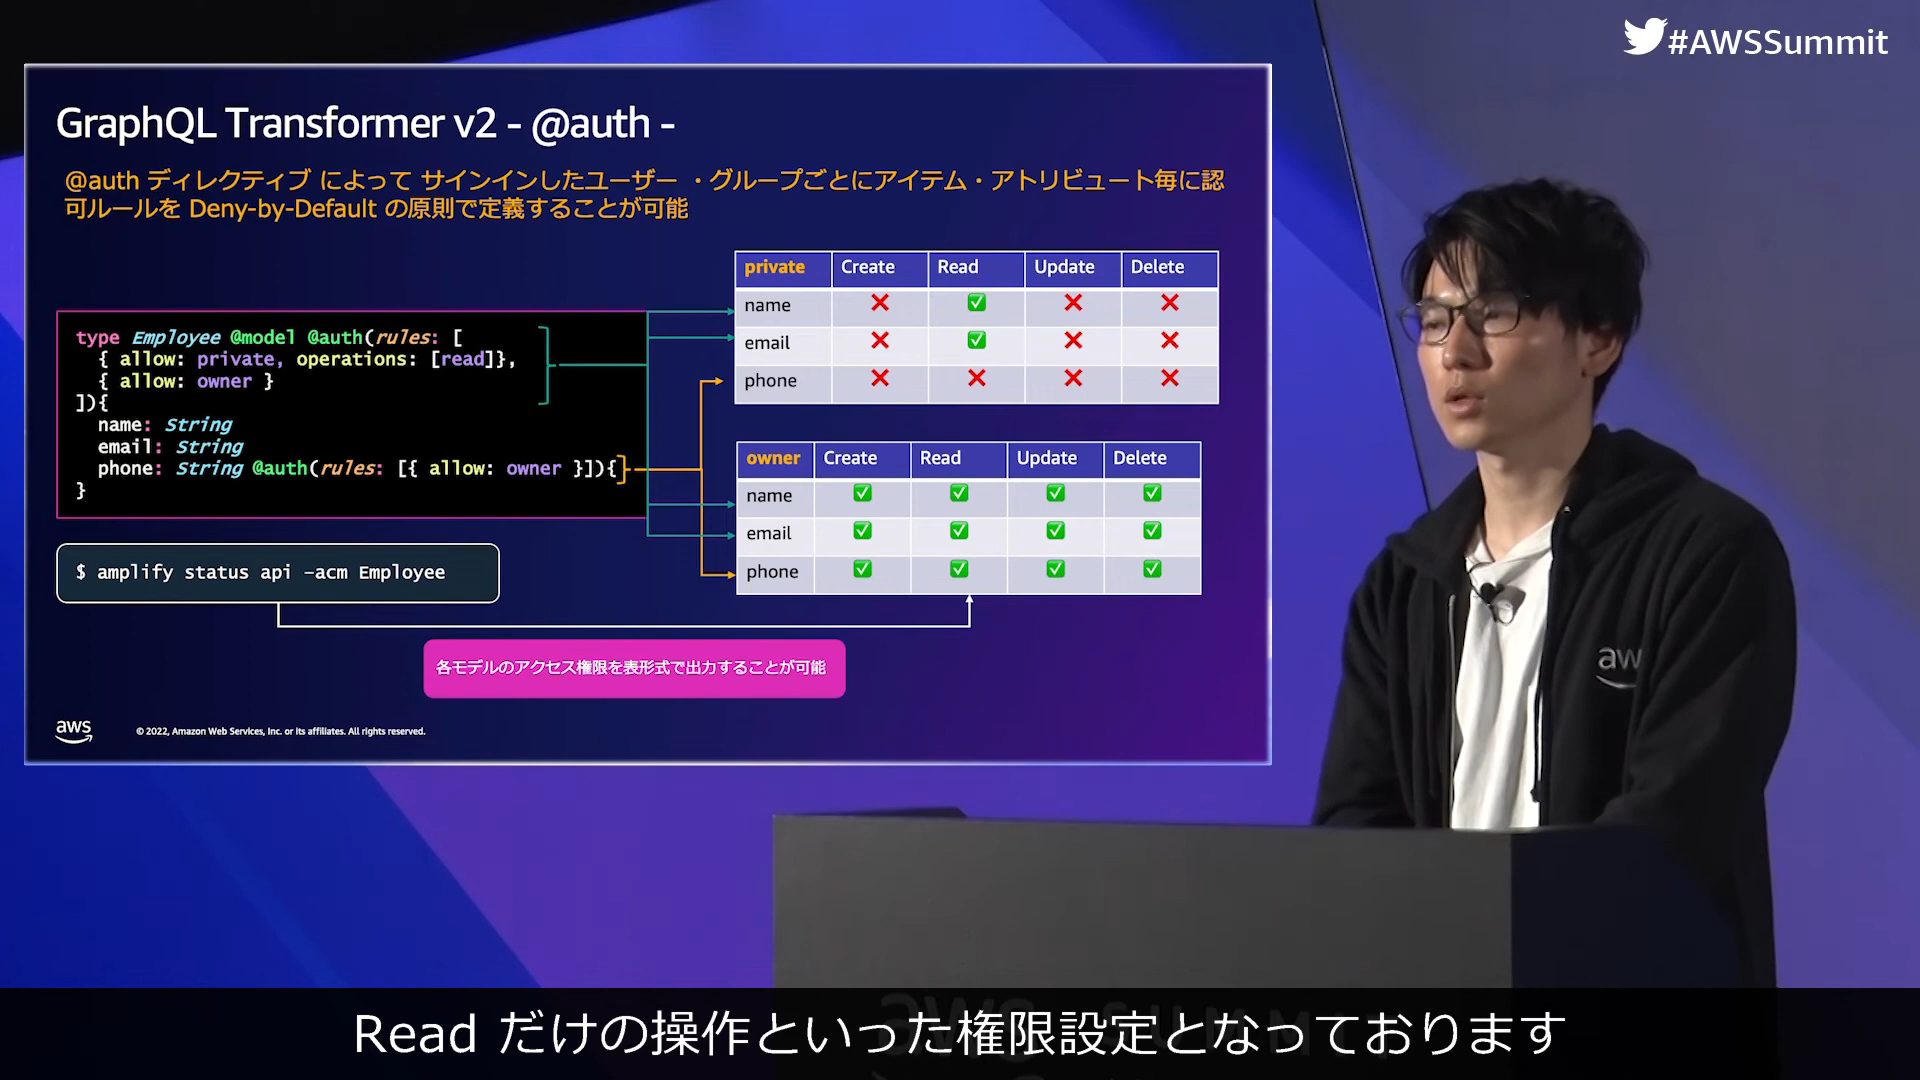 #AWSSummit
GraphQL Transformer v2 - @auth -
@auth ディレクティブ によって サインインしたユーザー ・グループごとにアイテム・アトリビュート毎に認
可ルールを Deny-by-Default の原則で定義することが可能
type Employee @model @auth(rules: [
{ allow: private, operations: [read]},
{ allow: owner }
]){
name: String
email: String
phone: String @auth(rules: [{ allow: owner }]){
}
private Create Read Update Delete
name ❌ ✅ ❌ ❌
email ❌ ✅ ❌ ❌
phone ❌ ❌ ❌ ❌
owner Create Read Update Delete
name ✅ ✅ ✅ ✅
email ✅ ✅ ✅ ✅
phone ✅ ✅ ✅ ✅
$ amplify status api –acm Employee
各モデルのアクセス権限を表形式で出力することが可能
aws
© 2022, Amazon Web Services, Inc. or its affiliates. All rights reserved.
aws
Read だけの操作といった権限設定となっております